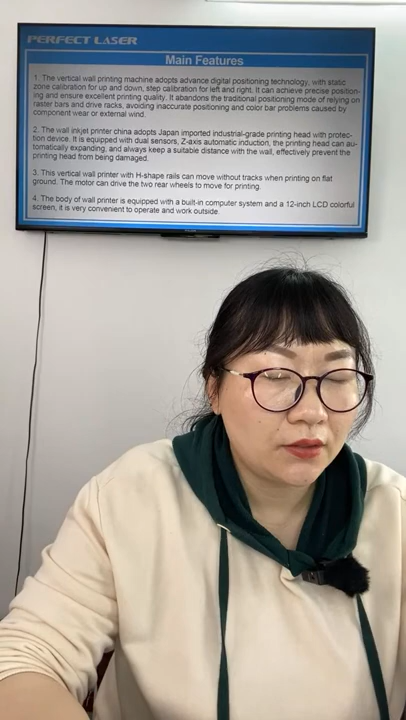 PERFECT LASER
Main Features
1. The vertical wall printing machine adopts advance digital positioning technology, with static
zone calibration for up and down, step calibration for left and right. It can achieve precise position-
ing and ensure excellent printing quality. It abandons the traditional positioning mode of relying on
raster bars and drive racks, avoiding inaccurate positioning and color bar problems caused by
component wear or external wind.
2. The wall inkjet printer china adopts Japan imported industrial-grade printing head with protec-
tion device. It is equipped with dual sensors, Z-axis automatic induction, the printing head can au-
tomatically expanding, and always keep a suitable distance with the wall, effectively prevent the
printing head from being damaged.
3. This vertical wall printer with H-shape rails can move without tracks when printing on flat
ground. The motor can drive the two rear wheels to move for printing.
4. The body of wall printer is equipped with a built-in computer system and a 12-inch LCD colorful
screen, it is very convenient to operate and work outside.